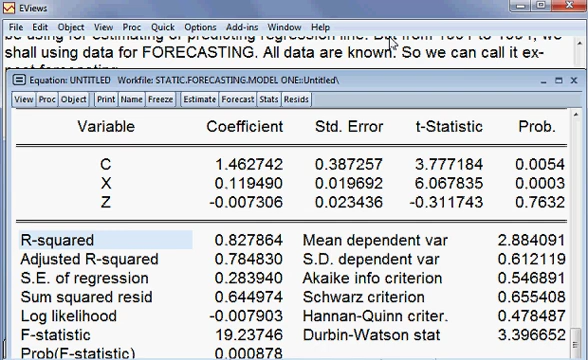 EViews
File Edit Object View Proc Quick Options Add-ins Window Help
shall using data for FORECASTING. All data are known. So we can call it ex-
Equation: UNTITLED Workfile: STATIC.FORECASTING.MODEL ONE::Untitled\
View Proc Object Print Name Freeze Estimate Forecast Stats Resids
Variable Coefficient Std. Error t-Statistic Prob.
C 1.462742 0.387257 3.777184 0.0054
X 0.119490 0.019692 6.067835 0.0003
Z -0.007306 0.023436 -0.311743 0.7632
R-squared 0.827864 Mean dependent var 2.884091
Adjusted R-squared 0.784830 S.D. dependent var 0.612119
S.E. of regression 0.283940 Akaike info criterion 0.546891
Sum squared resid 0.644974 Schwarz criterion 0.655408
Log likelihood -0.007903 Hannan-Quinn criter. 0.478487
F-statistic 19.23746 Durbin-Watson stat 3.396652
Prob(F-statistic) 0.000878